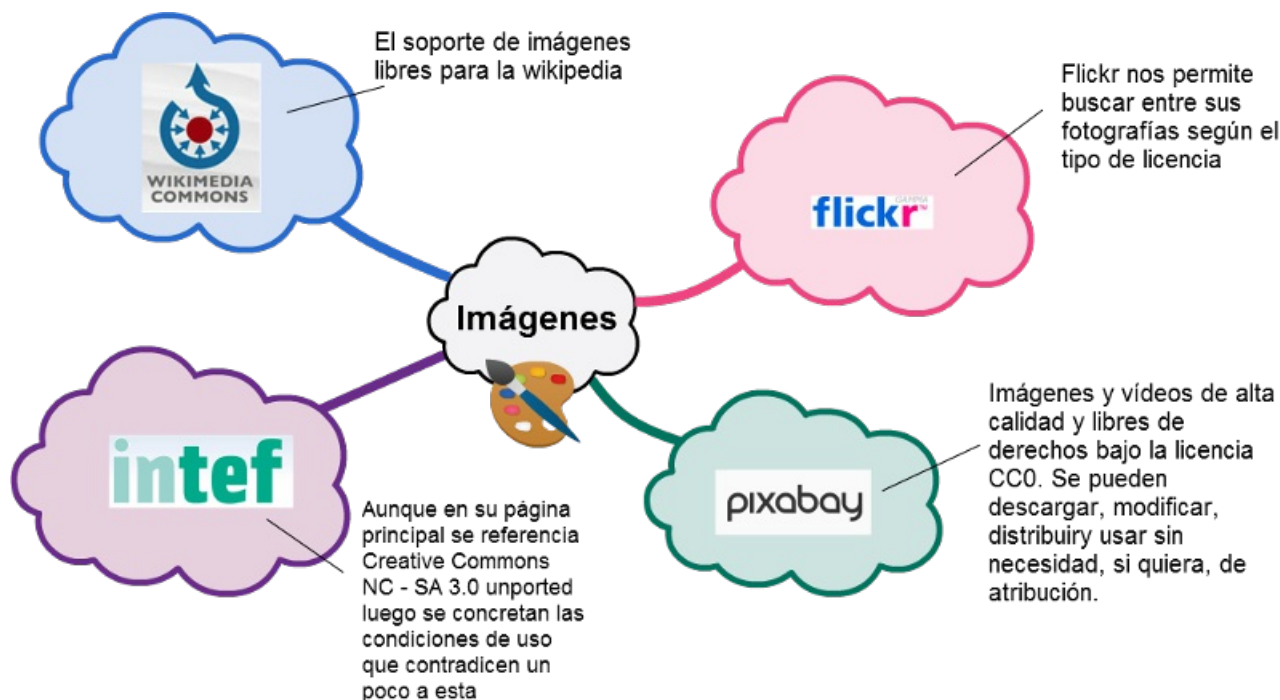 El soporte de imágenes
libres para la wikipedia
WIKIMEDIA
COMMONS
Flickr nos permite
buscar entre sus
fotografías según el
tipo de licencia
flickr
GAMMA
TM
Imágenes
intef
Aunque en su página
principal se referencia
Creative Commons
NC - SA 3.0 unported
luego se concretan las
condiciones de uso
que contradicen un
poco a esta
pixabay
Imágenes y vídeos de alta
calidad y libres de
derechos bajo la licencia
CC0. Se pueden
descargar, modificar,
distribuiry usar sin
necesidad, si quiera, de
atribución.